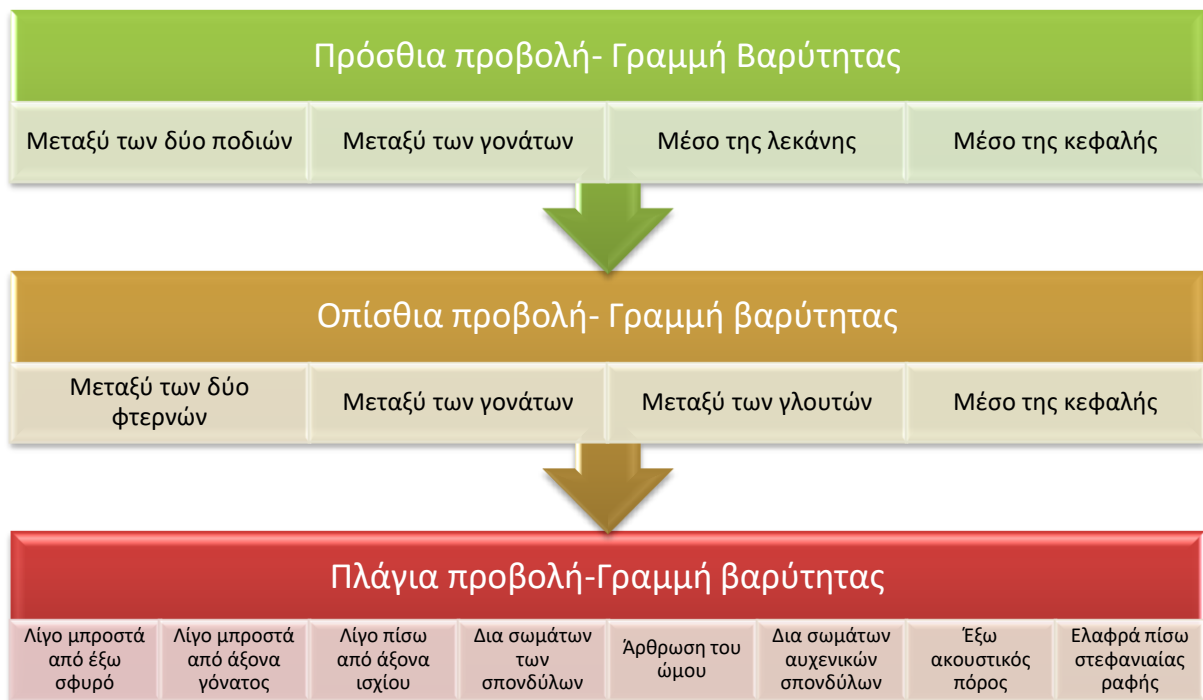 Πρόσθια προβολή- Γραμμή Βαρύτητας
Μεταξύ των δύο ποδιών
Μεταξύ των γονάτων
Μέσο της λεκάνης
Μέσο της κεφαλής
Οπίσθια προβολή- Γραμμή βαρύτητας
Μεταξύ των δύο
φτερνών
Μεταξύ των γονάτων
Μεταξύ των γλουτών
Μέσο της κεφαλής
Πλάγια προβολή-Γραμμή βαρύτητας
Λίγο μπροστά
από έξω
σφυρό
Λίγο μπροστά
από άξονα
γόνατος
Λίγο πίσω
από άξονα
ισχίου
Δια σωμάτων
των
σπονδύλων
Άρθρωση του
ώμου
Δια σωμάτων
αυχενικών
σπονδύλων
Έξω
ακουστικός
πόρος
Ελαφρά πίσω
στεφανιαίας
ραφής